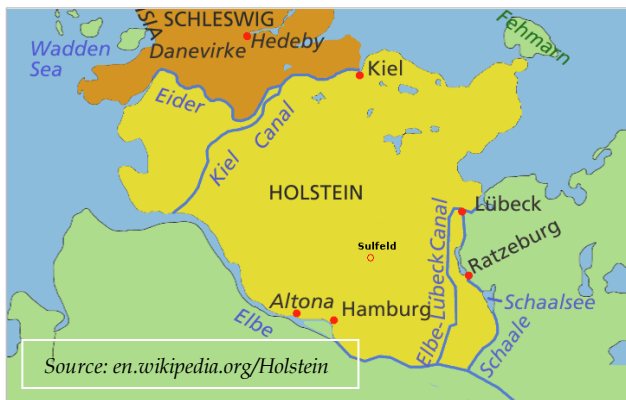 SCHLESWIG
SIA
Danevirke
Hedeby
Wadden
Sea
Fehmarn
Kiel
Eider
Kiel Canal
HOLSTEIN
Lübeck
Sulfeld
Ratzeburg
Elbe-Lübeck Canal
Schaalsee
Altona
Hamburg
Elbe
Schaale
Source: en.wikipedia.org/Holstein